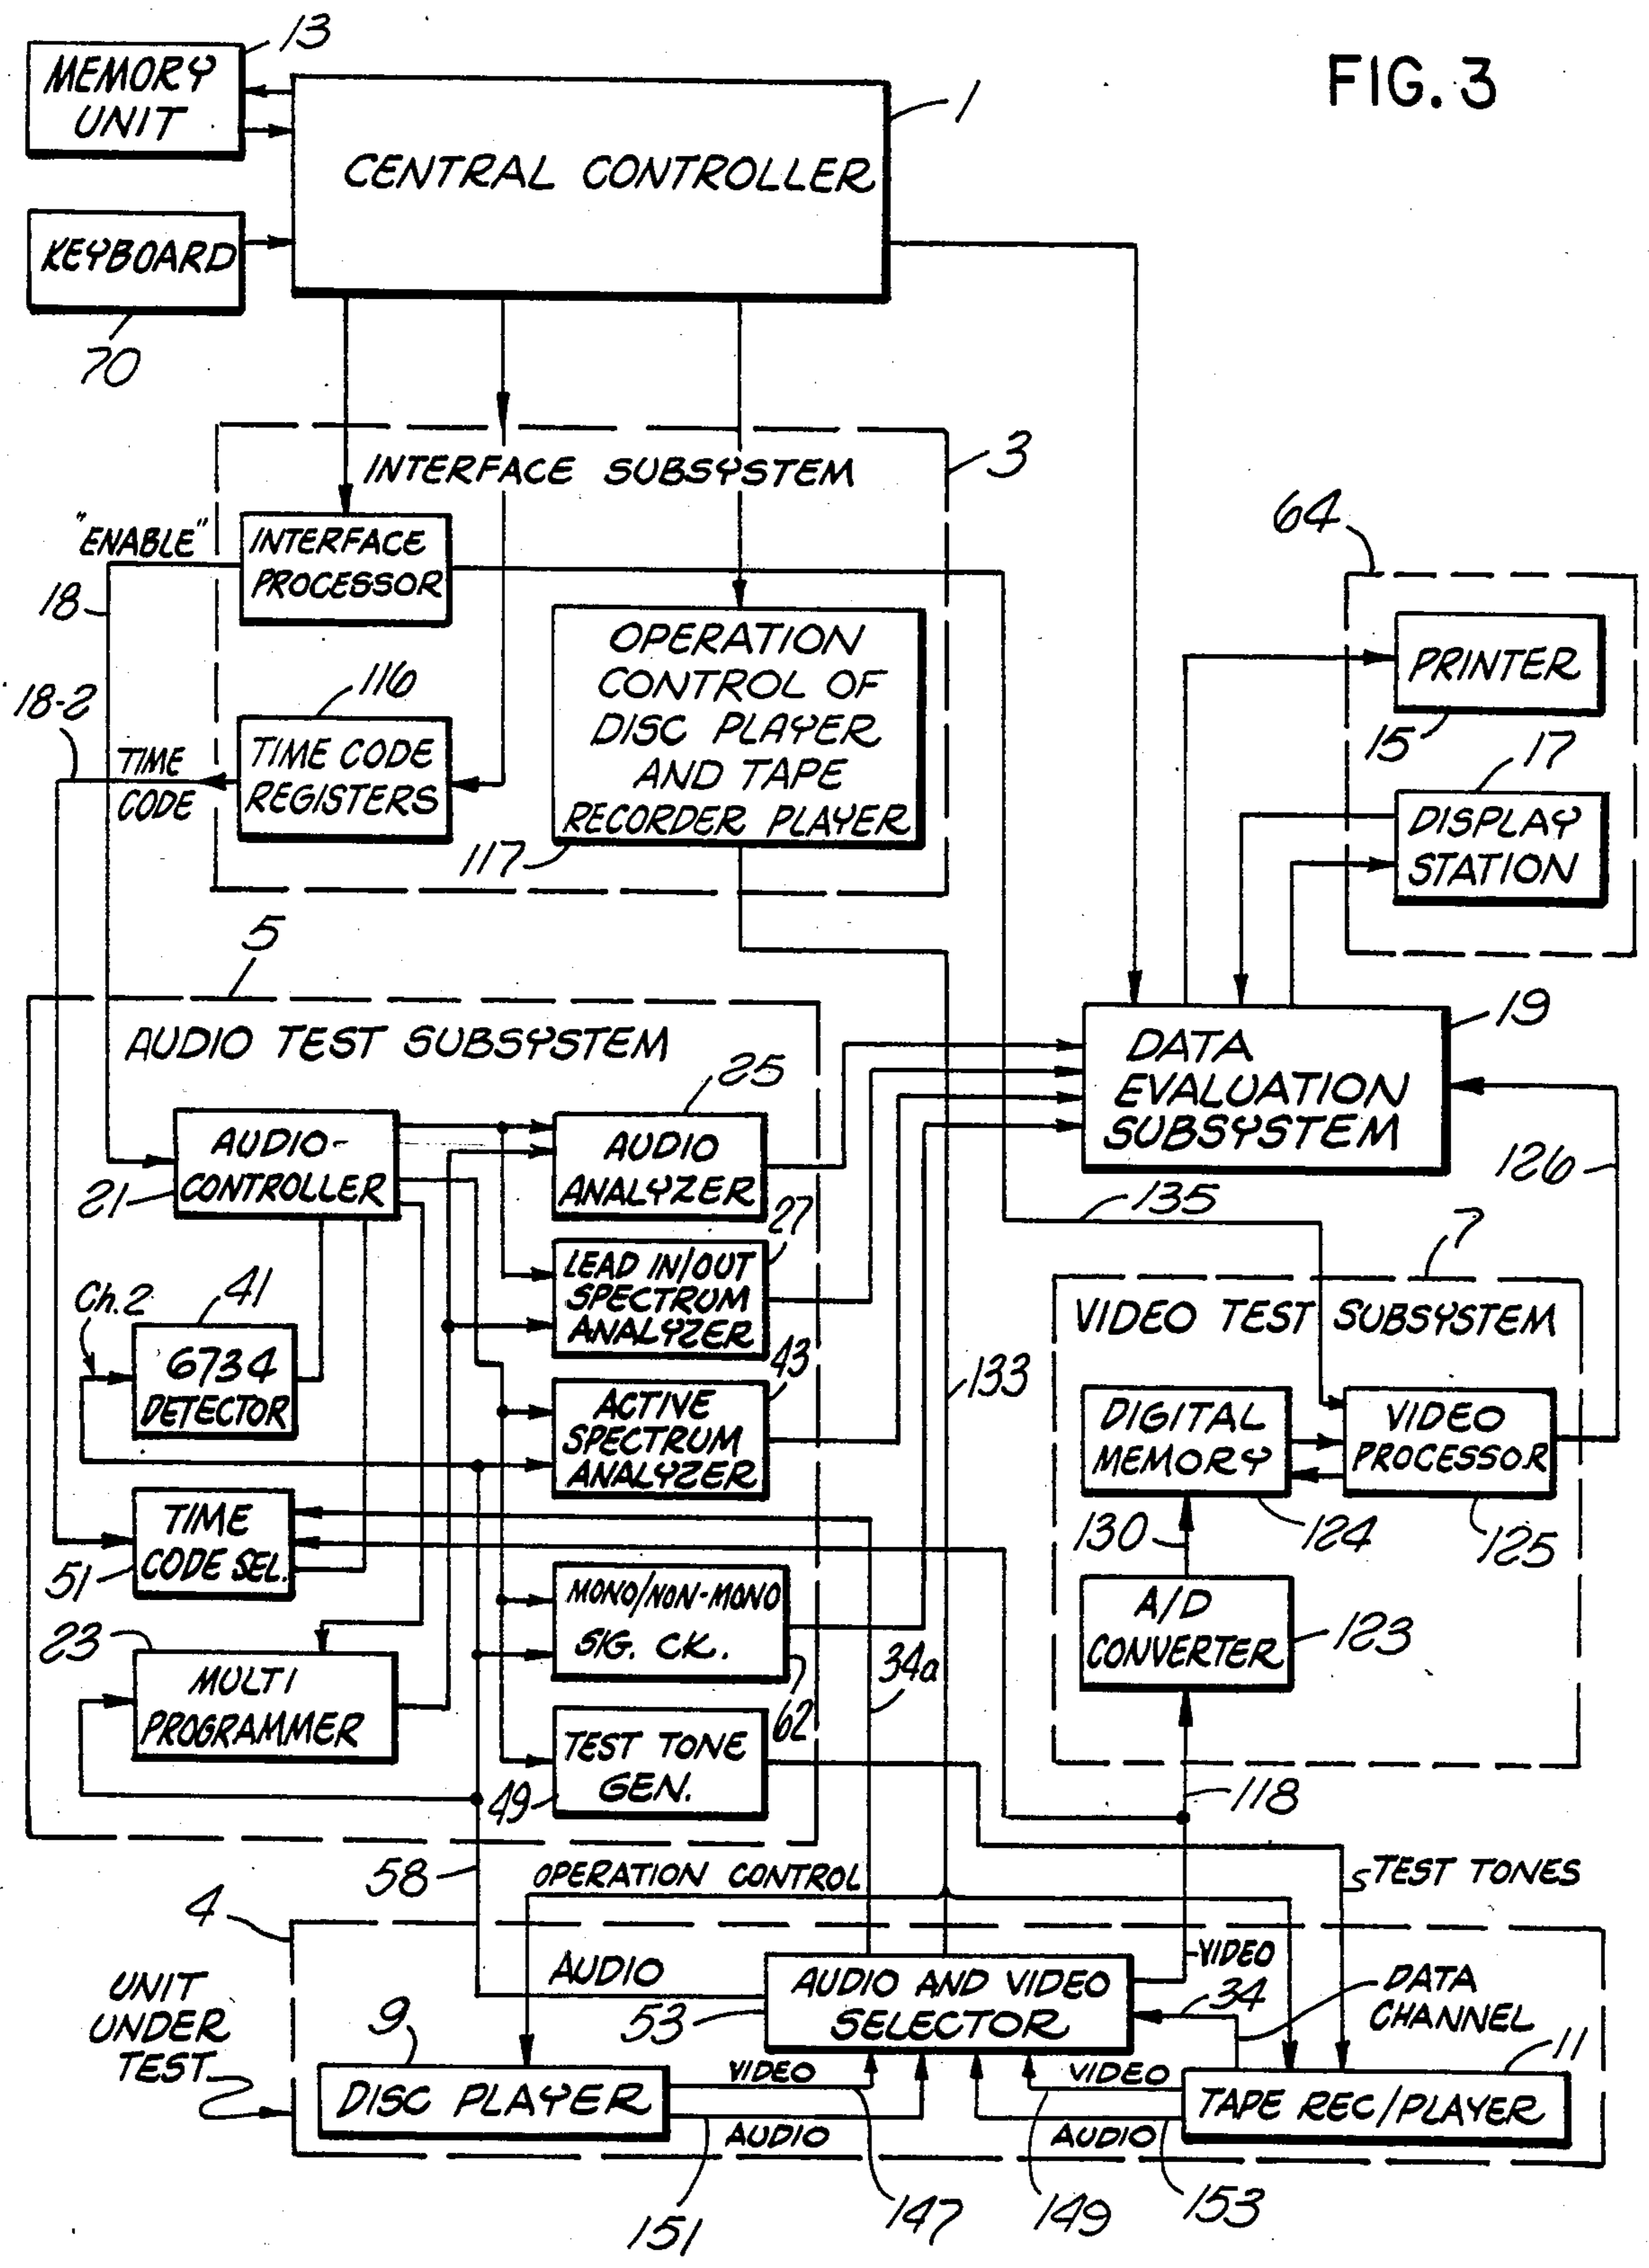 FIG. 3
13
MEMORY
UNIT
1
CENTRAL CONTROLLER
KEYBOARD
70
INTERFACE SUBSYSTEM
3
"ENABLE"
INTERFACE
PROCESSOR
18
64
OPERATION
CONTROL OF
DISC PLAYER
AND TAPE
RECORDER PLAYER
117
PRINTER
15
116
18-2
TIME
CODE
TIME CODE
REGISTERS
17
DISPLAY
STATION
5
AUDIO TEST SUBSYSTEM
19
DATA
EVALUATION
SUBSYSTEM
25
AUDIO-
CONTROLLER
21
AUDIO
ANALYZER
126
135
27
LEAD IN/OUT
SPECTRUM
ANALYZER
7
VIDEO TEST SUBSYSTEM
Ch.2
41
6734
DETECTOR
43
ACTIVE
SPECTRUM
ANALYZER
133
DIGITAL
MEMORY
VIDEO
PROCESSOR
124
125
130
TIME
CODE SEL.
51
A/D
CONVERTER
123
MONO/NON-MONO
SIG. CK.
62
34a
23
MULTI
PROGRAMMER
TEST TONE
GEN.
49
118
58
OPERATION CONTROL
TEST TONES
4
UNIT
UNDER
TEST
AUDIO
AUDIO AND VIDEO
SELECTOR
53
VIDEO
34
DATA
CHANNEL
9
DISC PLAYER
VIDEO
AUDIO
VIDEO
AUDIO
11
TAPE REC/PLAYER
151
147
149
153